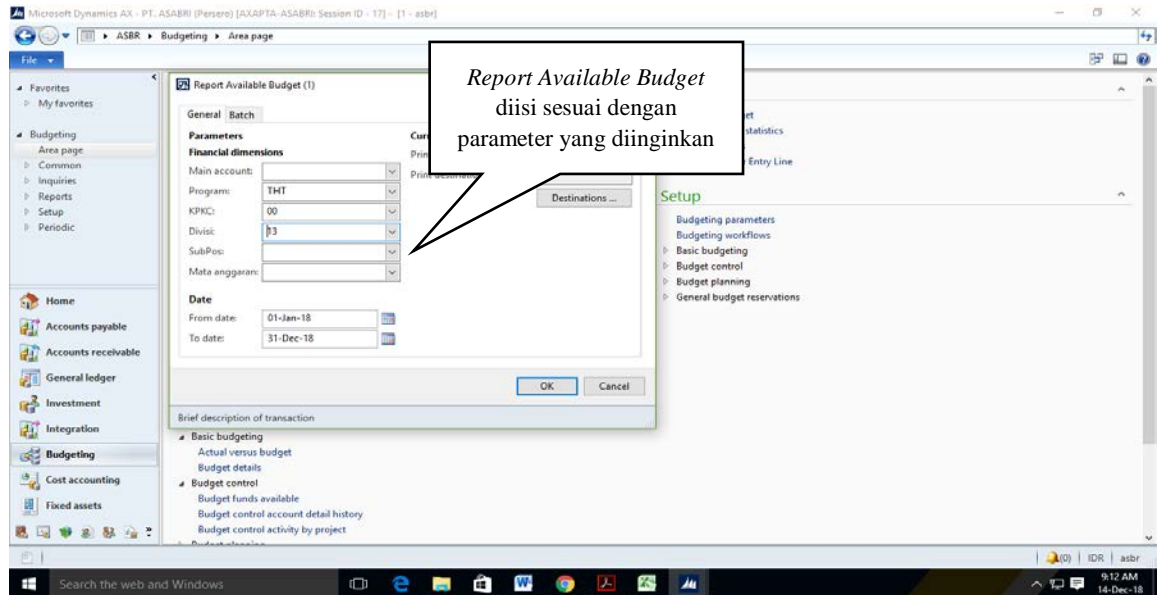 Microsoft Dynamics AX - PT. ASABRI (Persero) [AXAPTA-ASABRI: Session ID - 17] - [1 - asbr]
ASBR Budgeting Area page
File
Favorites
My favorites
Budgeting
Area page
Common
Inquiries
Reports
Setup
Periodic
Home
Accounts payable
Accounts receivable
General ledger
Investment
Integration
Budgeting
Cost accounting
Fixed assets
Report Available Budget (1)
General Batch
Parameters
Financial dimensions
Main account:
Program: THT
KPKC: 00
Divisi: 13
SubPos:
Mata anggaran:
Date
From date: 01-Jan-18
To date: 31-Dec-18
Destinations ...
OK Cancel
Brief description of transaction
Report Available Budget
diisi sesuai dengan
parameter yang diinginkan
statistics
Entry Line
Setup
Budgeting parameters
Budgeting workflows
Basic budgeting
Budget control
Budget planning
General budget reservations
Basic budgeting
Actual versus budget
Budget details
Budget control
Budget funds available
Budget control account detail history
Budget control activity by project
(0) IDR asbr
Search the web and Windows
9:12 AM
14-Dec-18